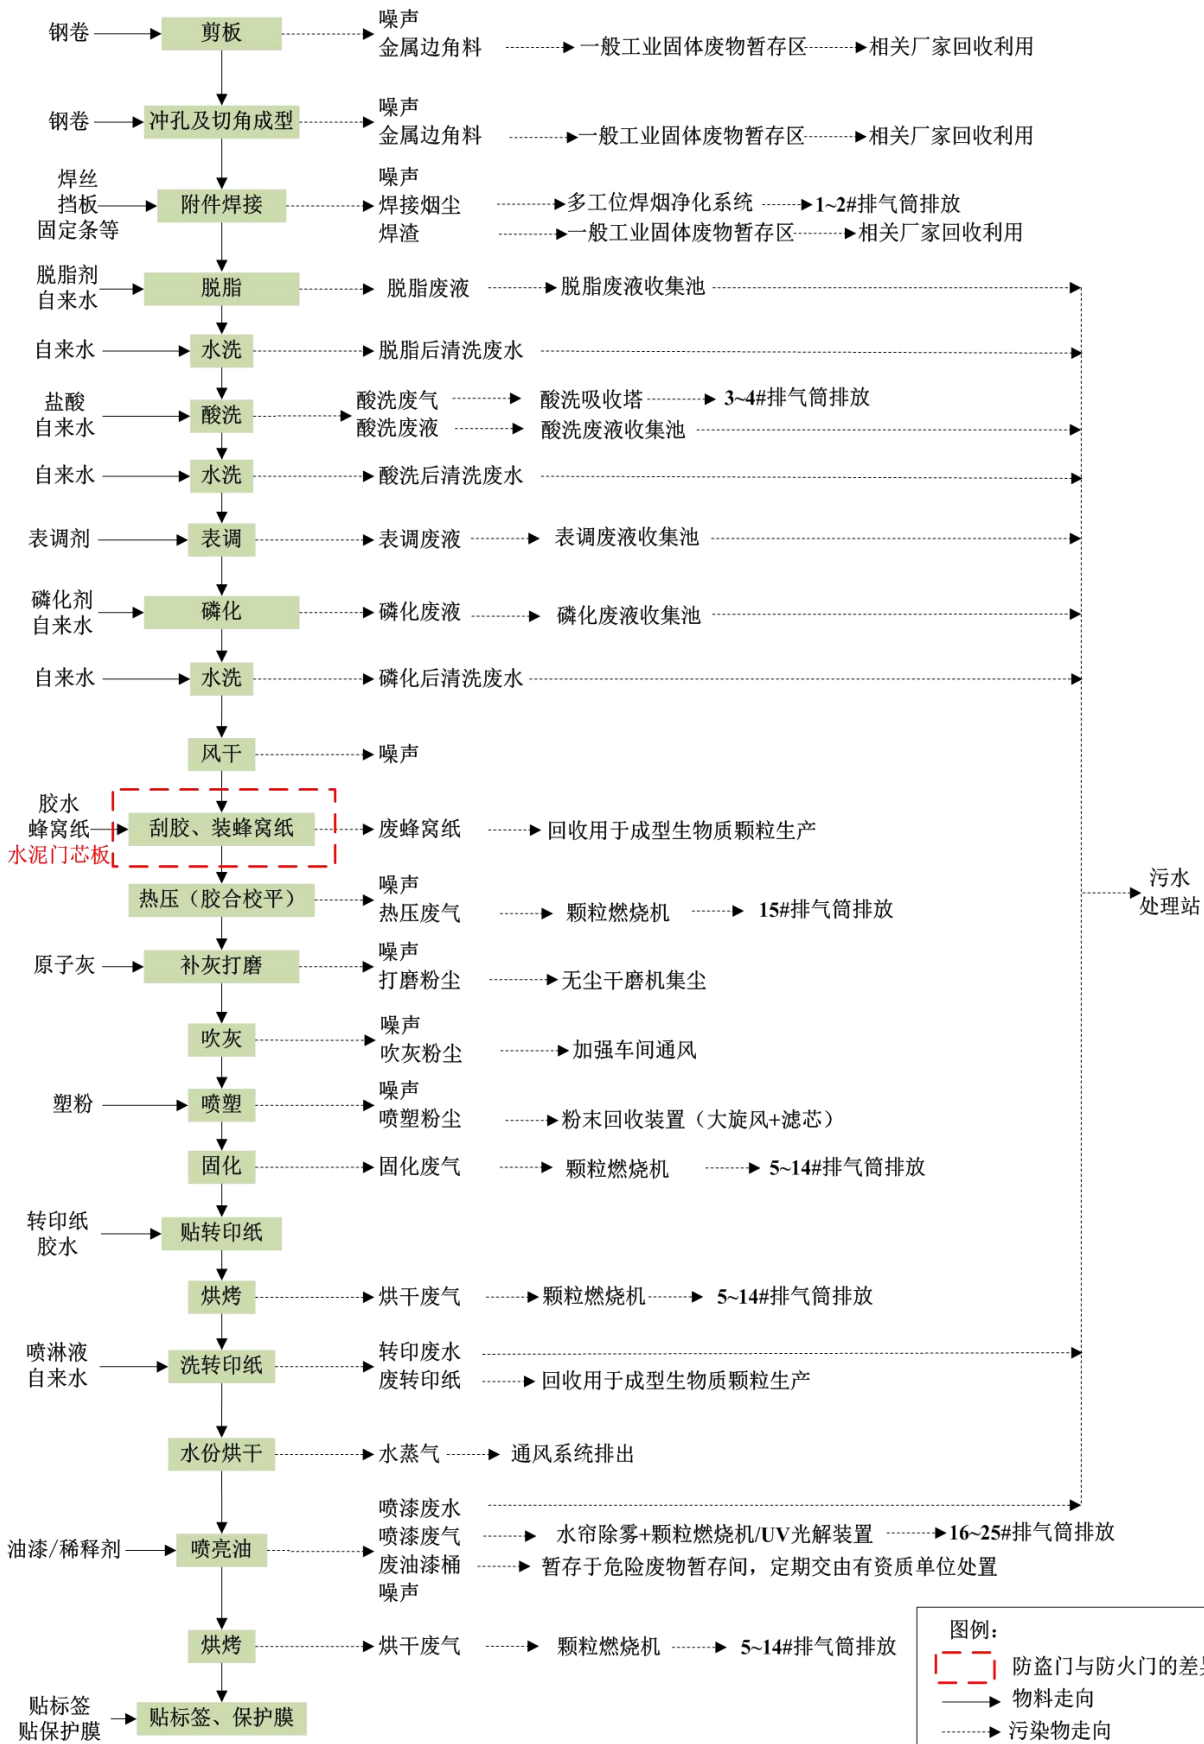 钢卷
剪板
噪声
金属边角料
一般工业固体废物暂存区
相关厂家回收利用
钢卷
冲孔及切角成型
噪声
金属边角料
一般工业固体废物暂存区
相关厂家回收利用
焊丝
挡板
固定条等
附件焊接
噪声
焊接烟尘
多工位焊烟净化系统
1~2#排气筒排放
焊渣
一般工业固体废物暂存区
相关厂家回收利用
脱脂剂
自来水
脱脂
脱脂废液
脱脂废液收集池
自来水
水洗
脱脂后清洗废水
盐酸
自来水
酸洗
酸洗废气
酸洗吸收塔
3~4#排气筒排放
酸洗废液
酸洗废液收集池
自来水
水洗
酸洗后清洗废水
表调剂
表调
表调废液
表调废液收集池
磷化剂
自来水
磷化
磷化废液
磷化废液收集池
自来水
水洗
磷化后清洗废水
风干
噪声
胶水
蜂窝纸
水泥门芯板
刮胶、装蜂窝纸
废蜂窝纸
回收用于成型生物质颗粒生产
热压（胶合校平）
噪声
热压废气
颗粒燃烧机
15#排气筒排放
污水
处理站
原子灰
补灰打磨
噪声
打磨粉尘
无尘干磨机集尘
吹灰
噪声
吹灰粉尘
加强车间通风
塑粉
喷塑
噪声
喷塑粉尘
粉末回收装置（大旋风+滤芯）
固化
固化废气
颗粒燃烧机
5~14#排气筒排放
转印纸
胶水
贴转印纸
烘烤
烘干废气
颗粒燃烧机
5~14#排气筒排放
喷淋液
自来水
洗转印纸
转印废水
废转印纸
回收用于成型生物质颗粒生产
水份烘干
水蒸气
通风系统排出
油漆/稀释剂
喷亮油
喷漆废水
喷漆废气
水帘除雾+颗粒燃烧机/UV光解装置
16~25#排气筒排放
废油漆桶
暂存于危险废物暂存间，定期交由有资质单位处置
噪声
烘烤
烘干废气
颗粒燃烧机
5~14#排气筒排放
贴标签
贴保护膜
贴标签、保护膜
图例：
防盗门与防火门的差
物料走向
污染物走向